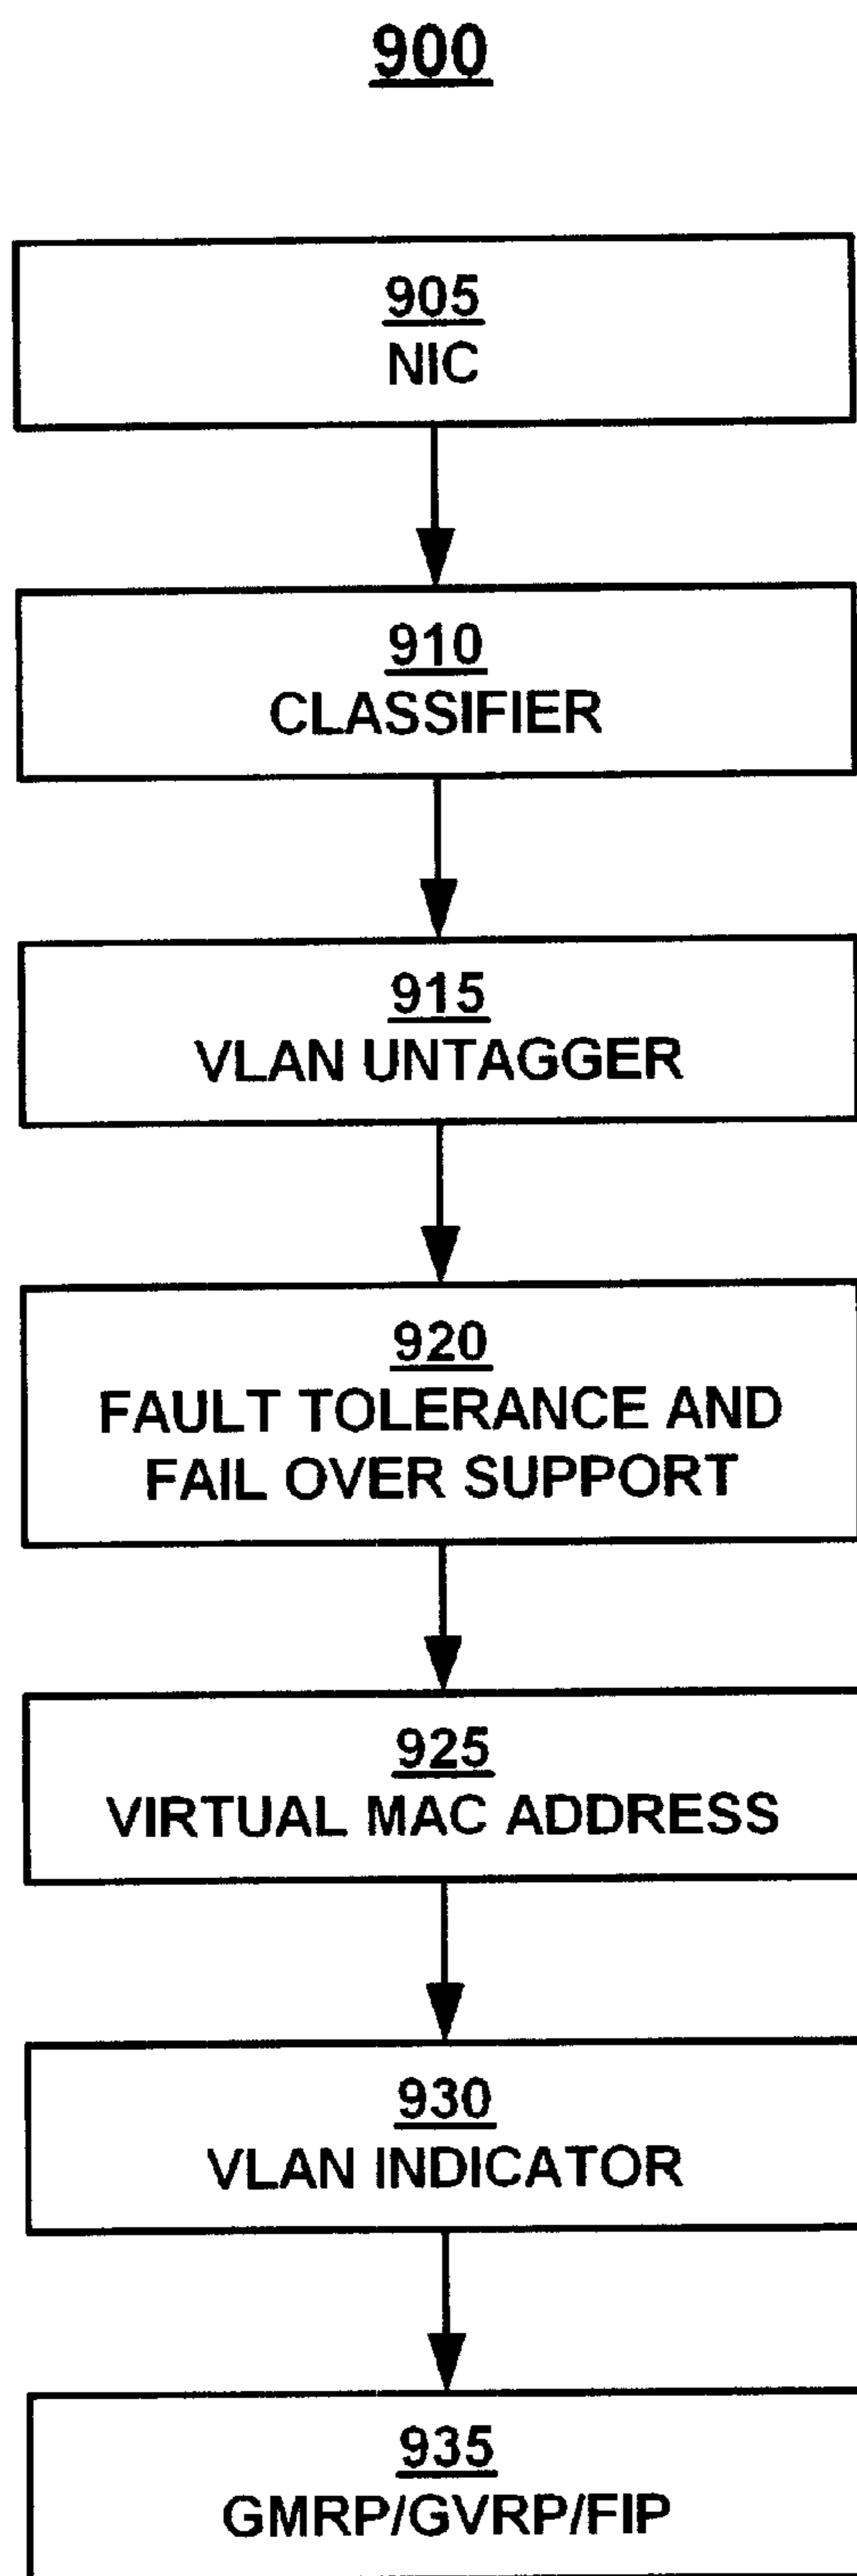 900
905
NIC
910
CLASSIFIER
915
VLAN UNTAGGER
920
FAULT TOLERANCE AND
FAIL OVER SUPPORT
925
VIRTUAL MAC ADDRESS
930
VLAN INDICATOR
935
GMRP/GVRP/FIP